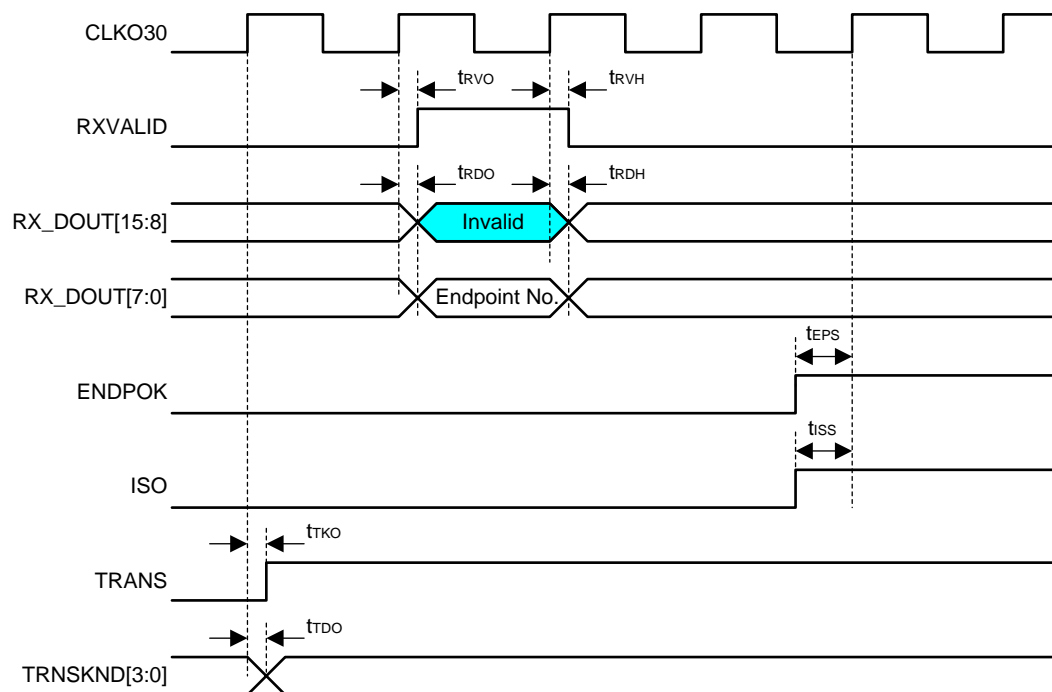 CLKO30
tRVO tRVH
RXVALID
tRDO tRDH
RX_DOUT[15:8] Invalid
RX_DOUT[7:0] Endpoint No.
tEPS
ENDPOK
tISS
ISO
tTKO
TRANS
tTDO
TRNSKND[3:0]